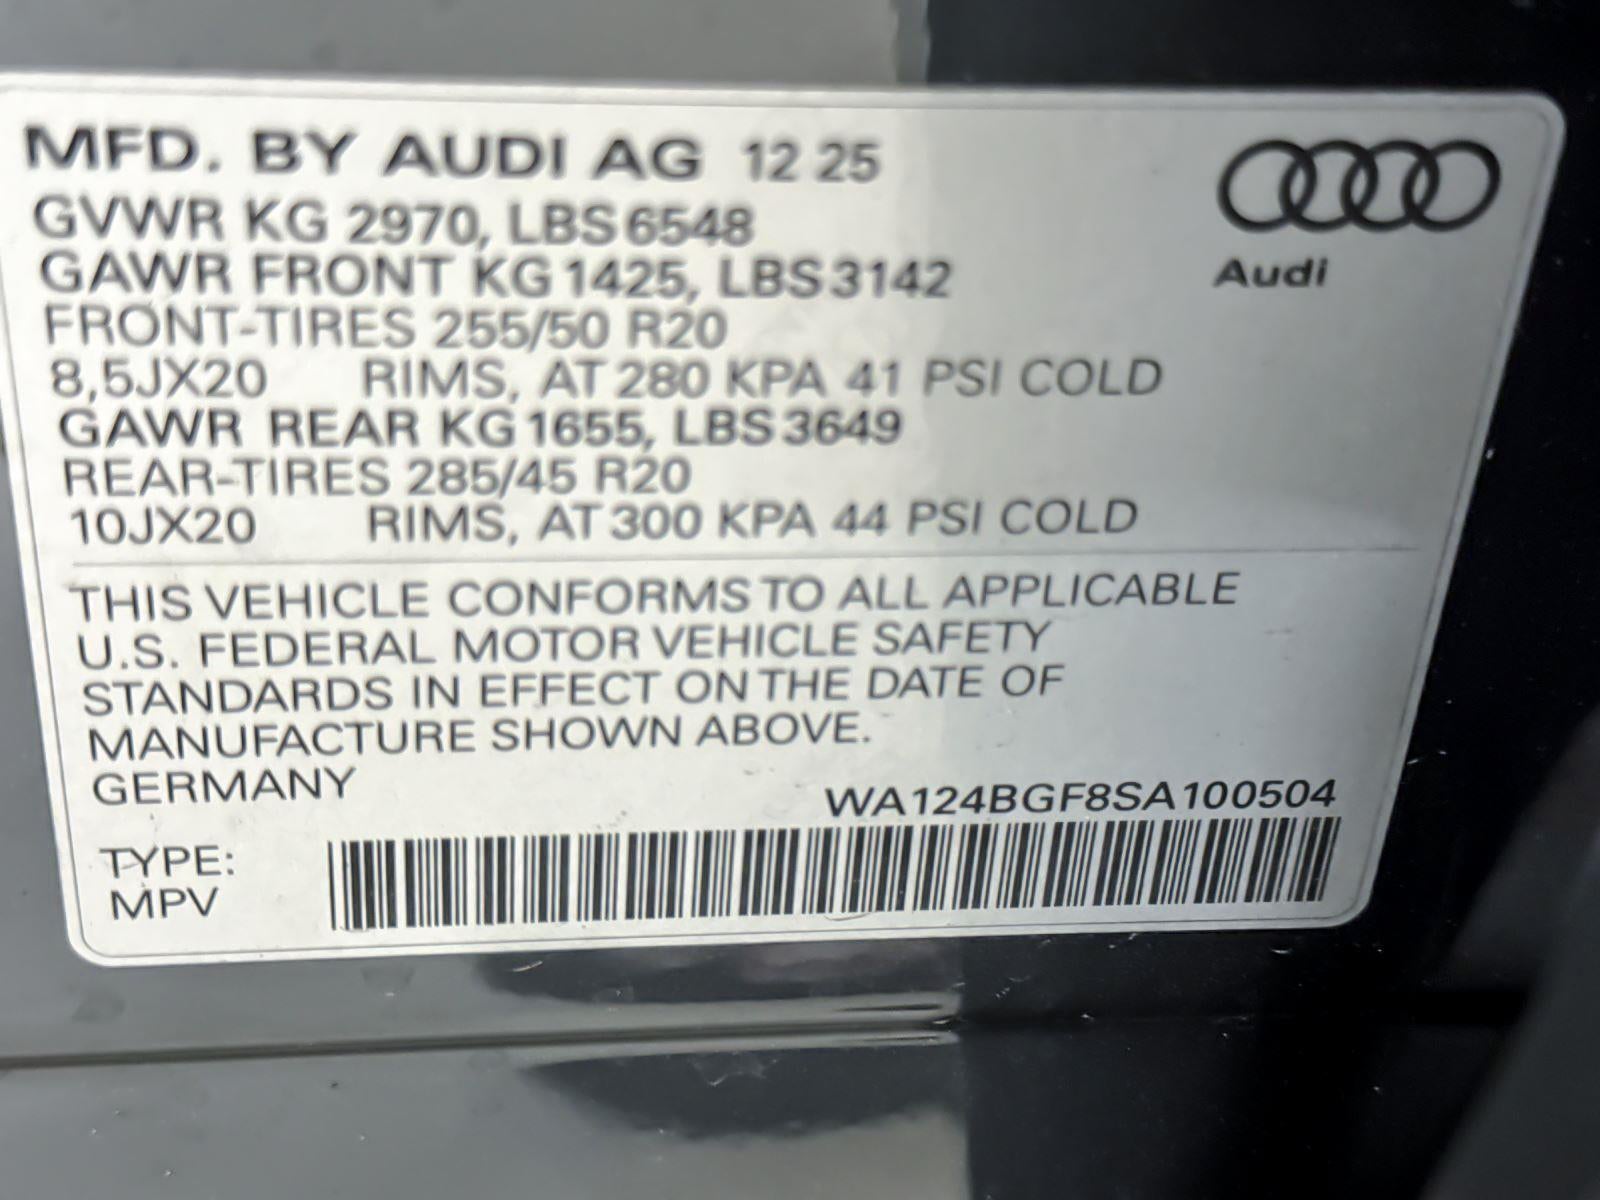 MFD. BY AUDI AG 12 25
GVWR KG 2970, LBS 6548
GAWR FRONT KG 1425, LBS 3142
FRONT-TIRES 255/50 R20
8,5JX20 RIMS, AT 280 KPA 41 PSI COLD
GAWR REAR KG 1655, LBS 3649
REAR-TIRES 285/45 R20
10JX20 RIMS, AT 300 KPA 44 PSI COLD
Audi
THIS VEHICLE CONFORMS TO ALL APPLICABLE
U.S. FEDERAL MOTOR VEHICLE SAFETY
STANDARDS IN EFFECT ON THE DATE OF
MANUFACTURE SHOWN ABOVE.
GERMANY
WA124BGF8SA100504
TYPE:
MPV